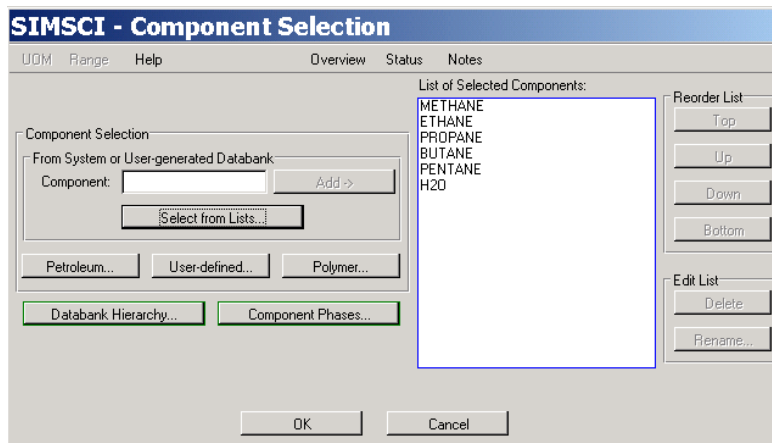 SIMSCI - Component Selection
UOM Range Help Overview Status Notes
List of Selected Components:
METHANE
ETHANE
PROPANE
BUTANE
PENTANE
H2O
Component Selection
From System or User-generated Databank
Component: Add ->
Select from Lists...
Petroleum... User-defined... Polymer...
Databank Hierarchy... Component Phases...
Reorder List
Top
Up
Down
Bottom
Edit List
Delete
Rename...
OK Cancel